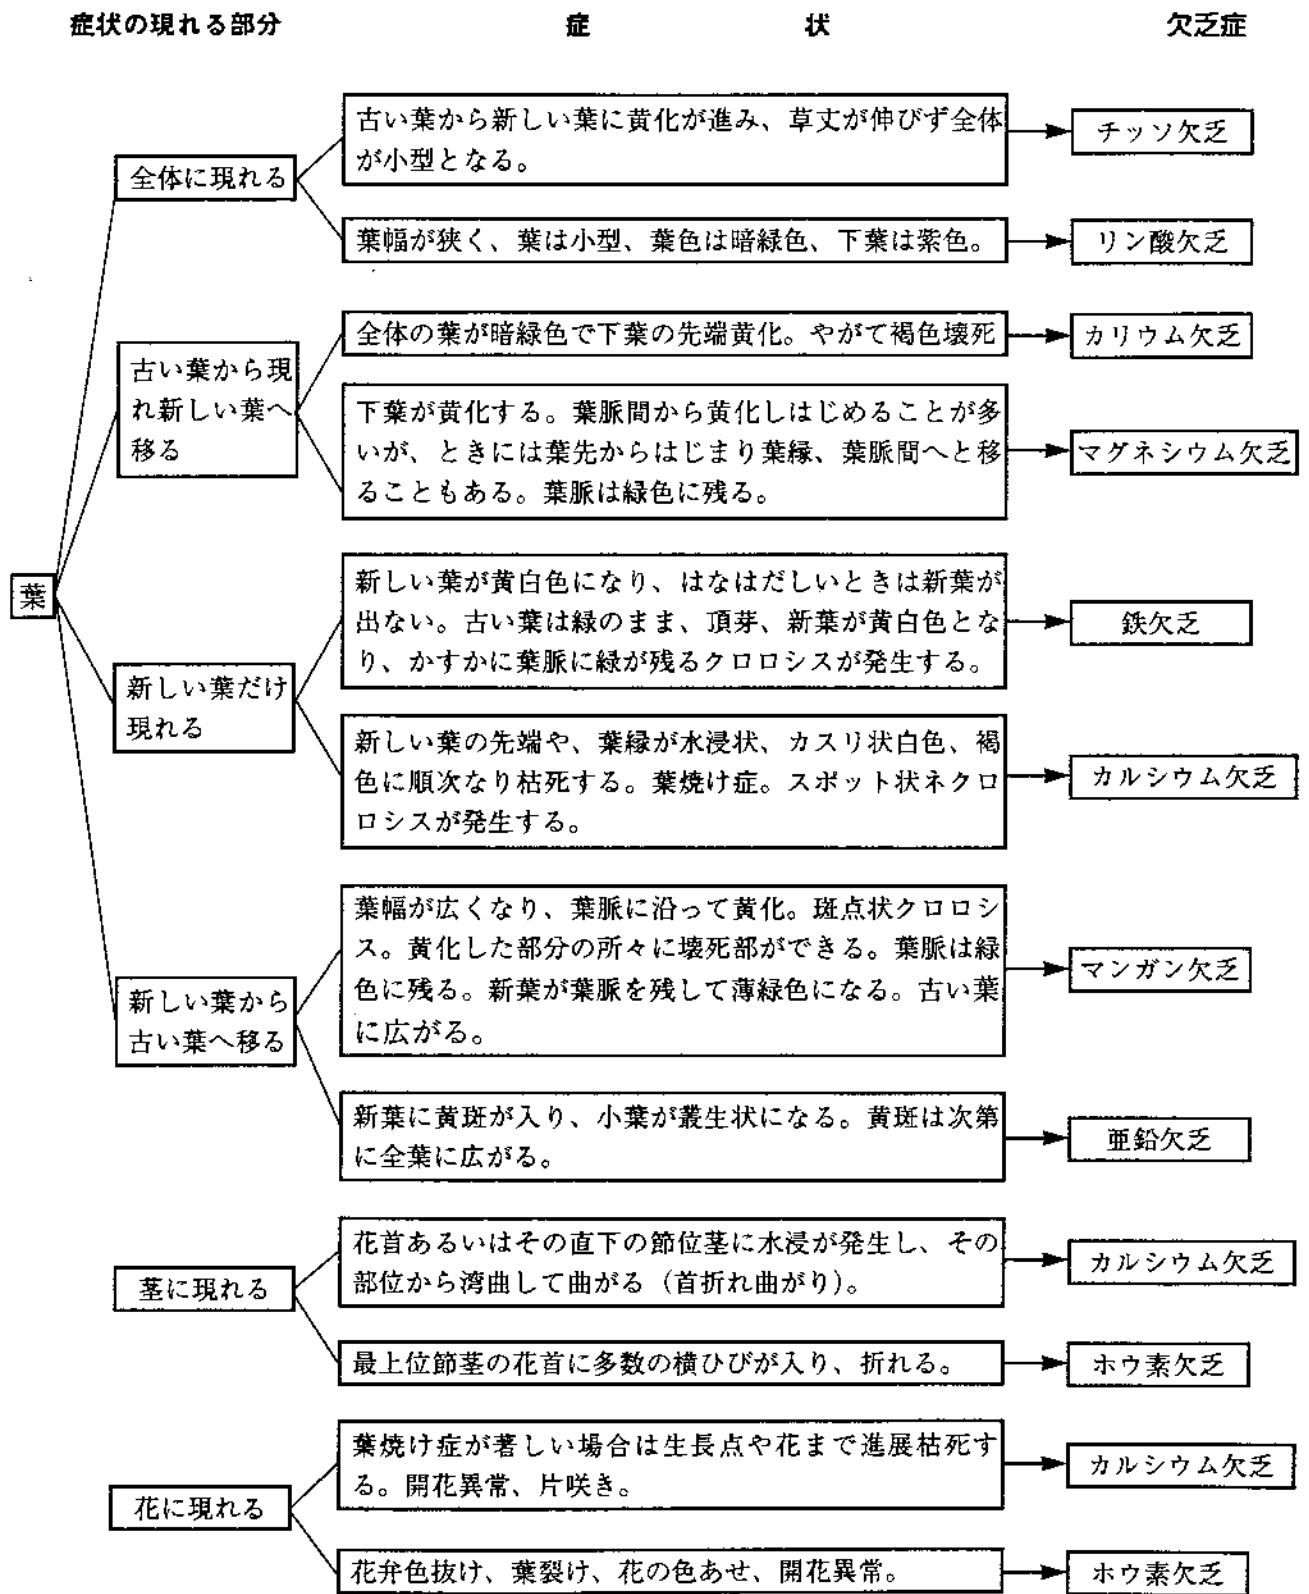 症状の現れる部分　症　状　欠乏症
葉
全体に現れる
古い葉から新しい葉に黄化が進み、草丈が伸びず全体
が小型となる。
チッソ欠乏
葉幅が狭く、葉は小型、葉色は暗緑色、下葉は紫色。
リン酸欠乏
古い葉から現
れ新しい葉へ
移る
全体の葉が暗緑色で下葉の先端黄化。やがて褐色壊死
カリウム欠乏
下葉が黄化する。葉脈間から黄化しはじめることが多
いが、ときには葉先からはじまり葉縁、葉脈間へと移
ることもある。葉脈は緑色に残る。
マグネシウム欠乏
新しい葉だけ
現れる
新しい葉が黄白色になり、はなはだしいときは新葉が
出ない。古い葉は緑のまま、頂芽、新葉が黄白色とな
り、かすかに葉脈に緑が残るクロロシスが発生する。
鉄欠乏
新しい葉の先端や、葉縁が水浸状、カスリ状白色、褐
色に順次なり枯死する。葉焼け症。スポット状ネクロ
ロシスが発生する。
カルシウム欠乏
新しい葉から
古い葉へ移る
葉幅が広くなり、葉脈に沿って黄化。斑点状クロロシ
ス。黄化した部分の所々に壊死部ができる。葉脈は緑
色に残る。新葉が葉脈を残して薄緑色になる。古い葉
に広がる。
マンガン欠乏
新葉に黄斑が入り、小葉が叢生状になる。黄斑は次第
に全葉に広がる。
亜鉛欠乏
茎に現れる
花首あるいはその直下の節位茎に水浸が発生し、その
部位から湾曲して曲がる（首折れ曲がり）。
カルシウム欠乏
最上位節茎の花首に多数の横ひびが入り、折れる。
ホウ素欠乏
花に現れる
葉焼け症が著しい場合は生長点や花まで進展枯死す
る。開花異常、片咲き。
カルシウム欠乏
花弁色抜け、葉裂け、花の色あせ、開花異常。
ホウ素欠乏